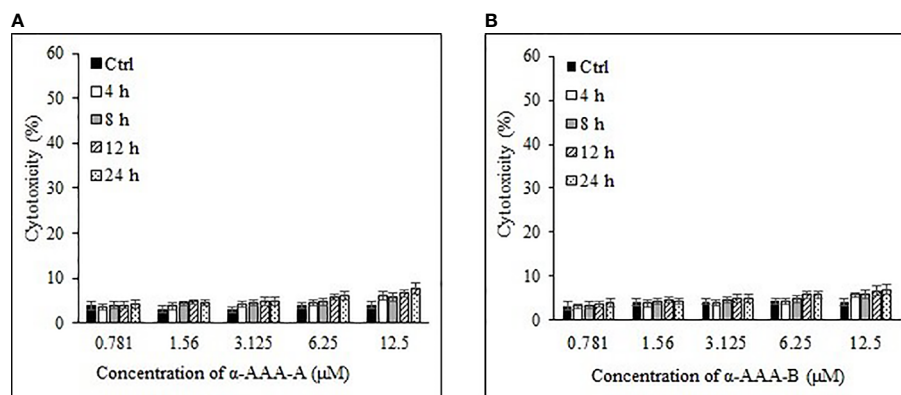 A
60
50
40
30
20
10
0
Cytotoxicity (%)
Ctrl
4 h
8 h
12 h
24 h
0.781 1.56 3.125 6.25 12.5
Concentration of α-AAA-A (μM)
B
60
50
40
30
20
10
0
Cytotoxicity (%)
Ctrl
4 h
8 h
12 h
24 h
0.781 1.56 3.125 6.25 12.5
Concentration of α-AAA-B (μM)